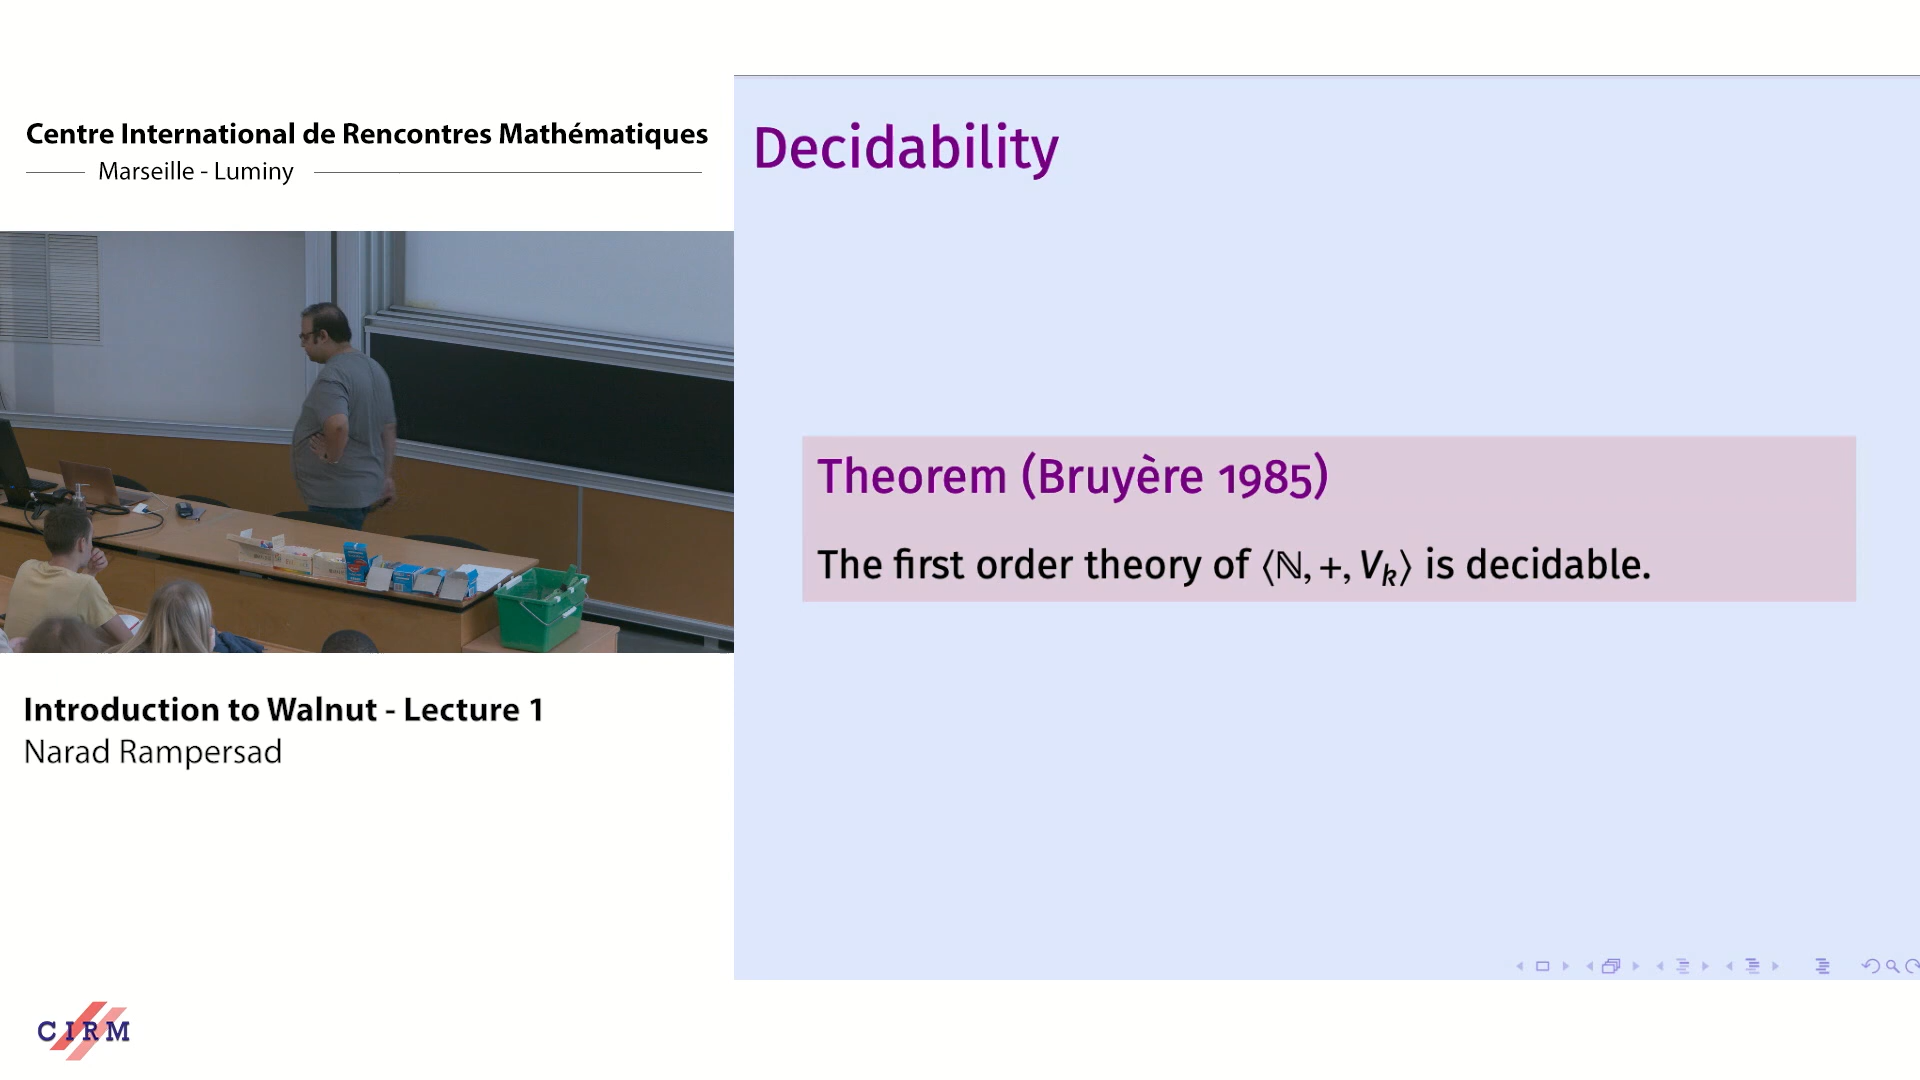 Centre International de Rencontres Mathématiques
Marseille - Luminy
Decidability
Theorem (Bruyère 1985)
The first order theory of ⟨ℕ, +, Vₖ⟩ is decidable.
Introduction to Walnut - Lecture 1
Narad Rampersad
CIRM